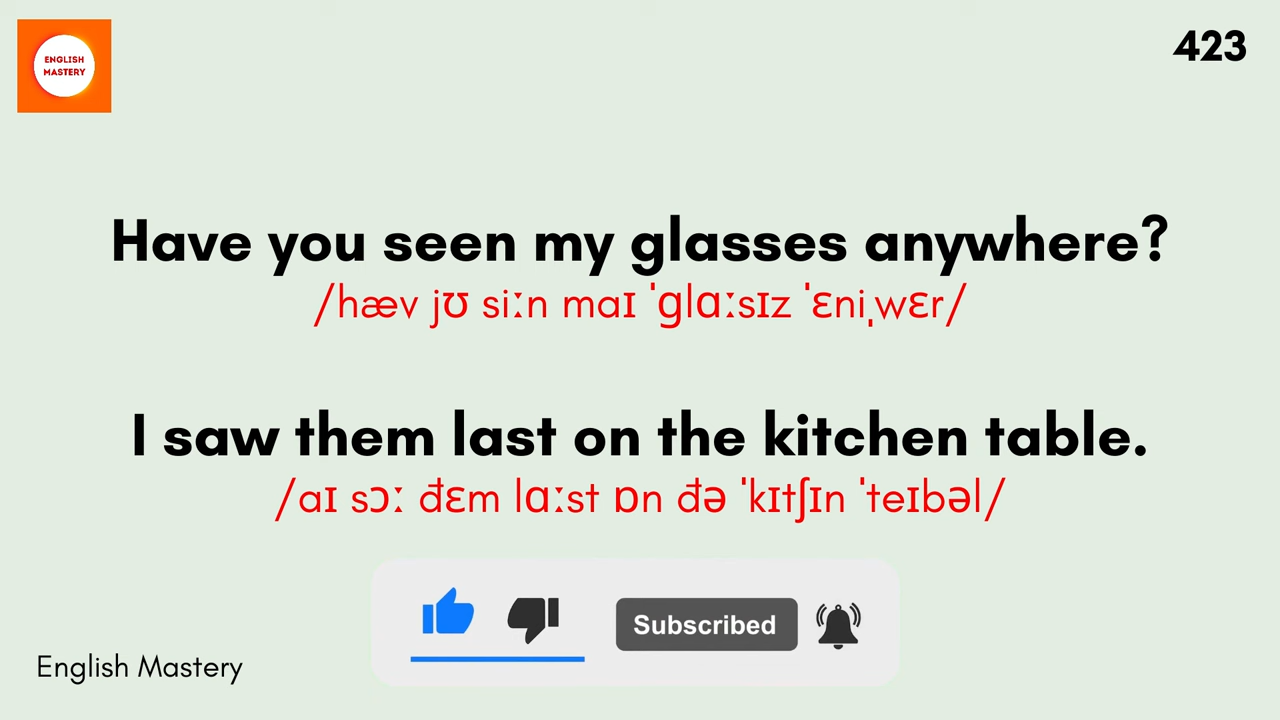 ENGLISH
MASTERY
423
Have you seen my glasses anywhere?
/hæv jʊ siːn maɪ ˈɡlɑːsɪz ˈɛniˌwɛr/
I saw them last on the kitchen table.
/aɪ sɔː đɛm lɑːst ɒn đə ˈkɪtʃɪn ˈteɪbəl/
Subscribed
English Mastery